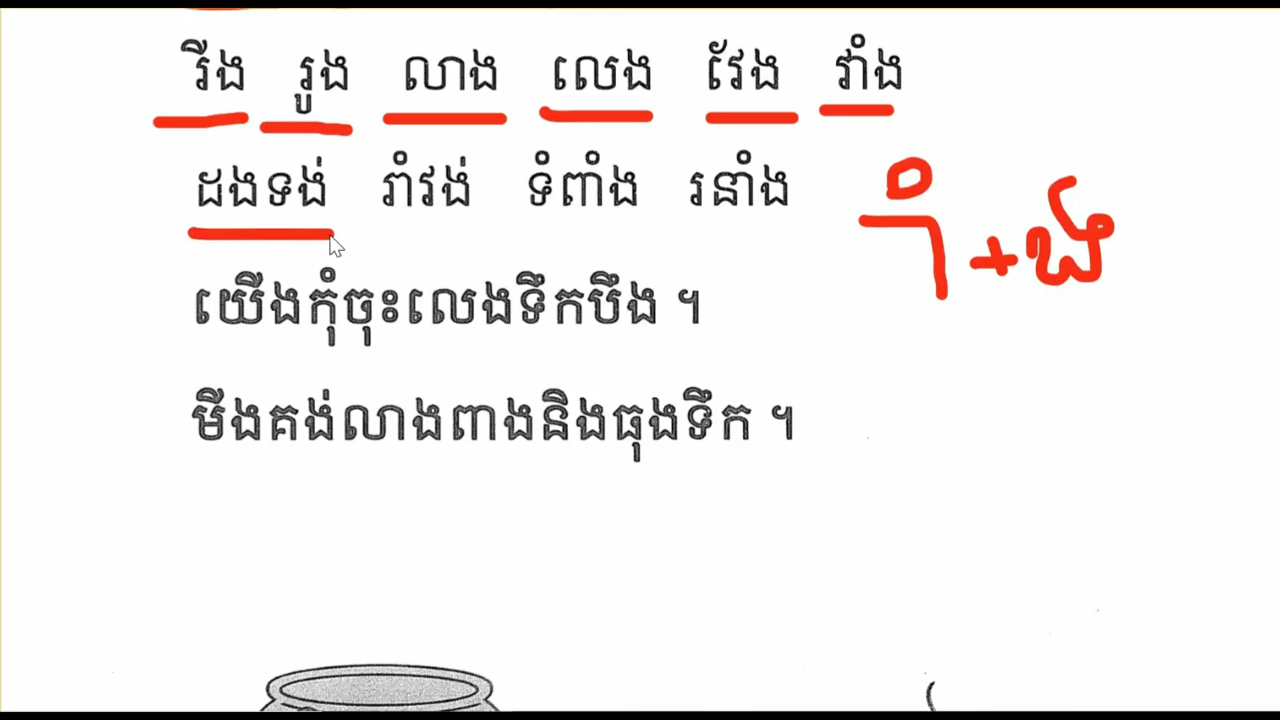 រឹង រូង លាង លេង វែង វាំង
ដងទង់ រាំវង់ ទំពាំង រនាំង
ាំ + ង
យើងកុំចុះលេងទឹកបឹង ។
មីងគង់លាងពាងនិងធុងទឹក ។